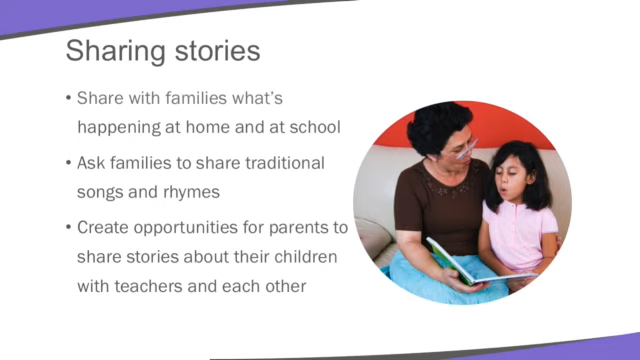 Sharing stories
• Share with families what's
happening at home and at school
• Ask families to share traditional
songs and rhymes
• Create opportunities for parents to
share stories about their children
with teachers and each other